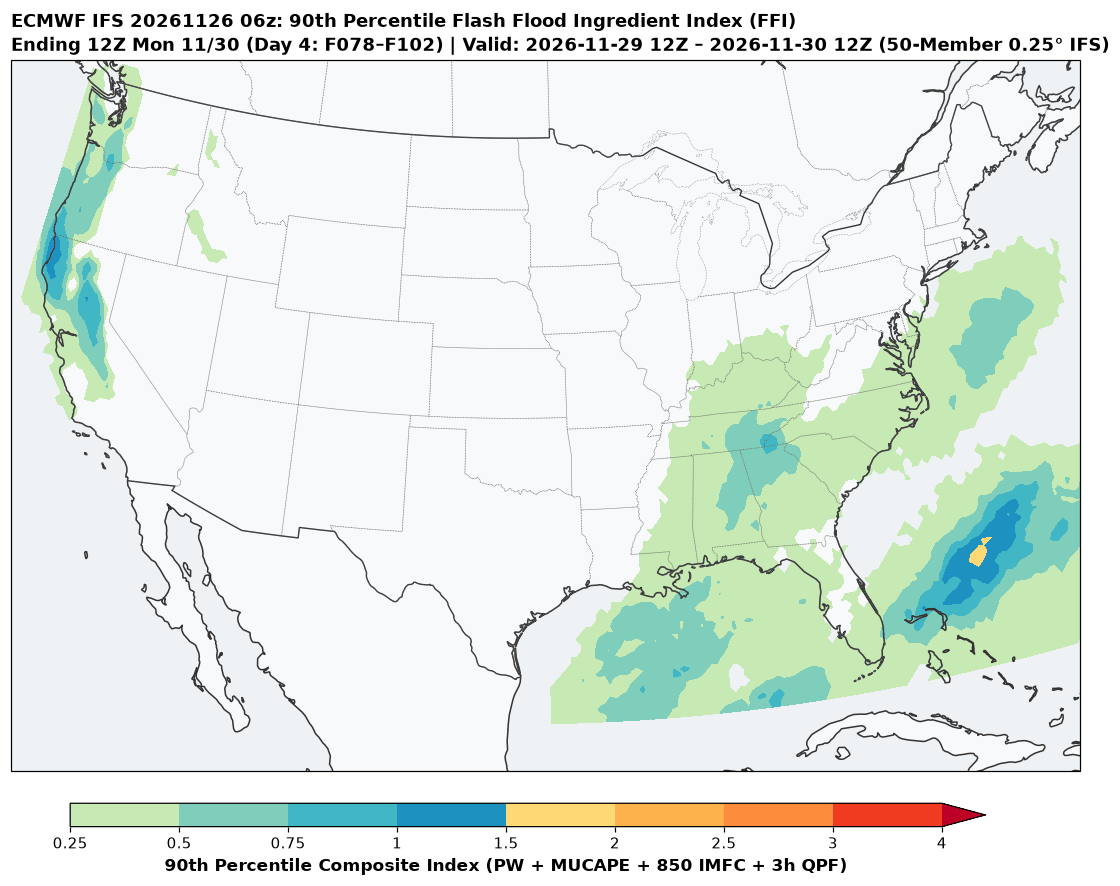 ECMWF IFS 20261126 06z: 90th Percentile Flash Flood Ingredient Index (FFI)
Ending 12Z Mon 11/30 (Day 4: F078–F102) | Valid: 2026-11-29 12Z – 2026-11-30 12Z (50-Member 0.25° IFS)
0.25 0.5 0.75 1 1.5 2 2.5 3 4
90th Percentile Composite Index (PW + MUCAPE + 850 IMFC + 3h QPF)